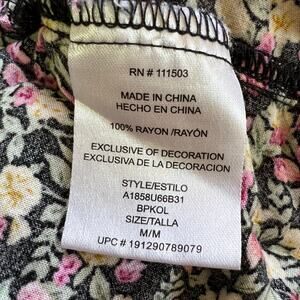 RN # 111503
MADE IN CHINA
HECHO EN CHINA
100% RAYON /RAYÓN
EXCLUSIVE OF DECORATION
EXCLUSIVA DE LA DECORACION
STYLE/ESTILO
A1858U66B31
BPKOL
SIZE/TALLA
M/M
UPC # 191290789079